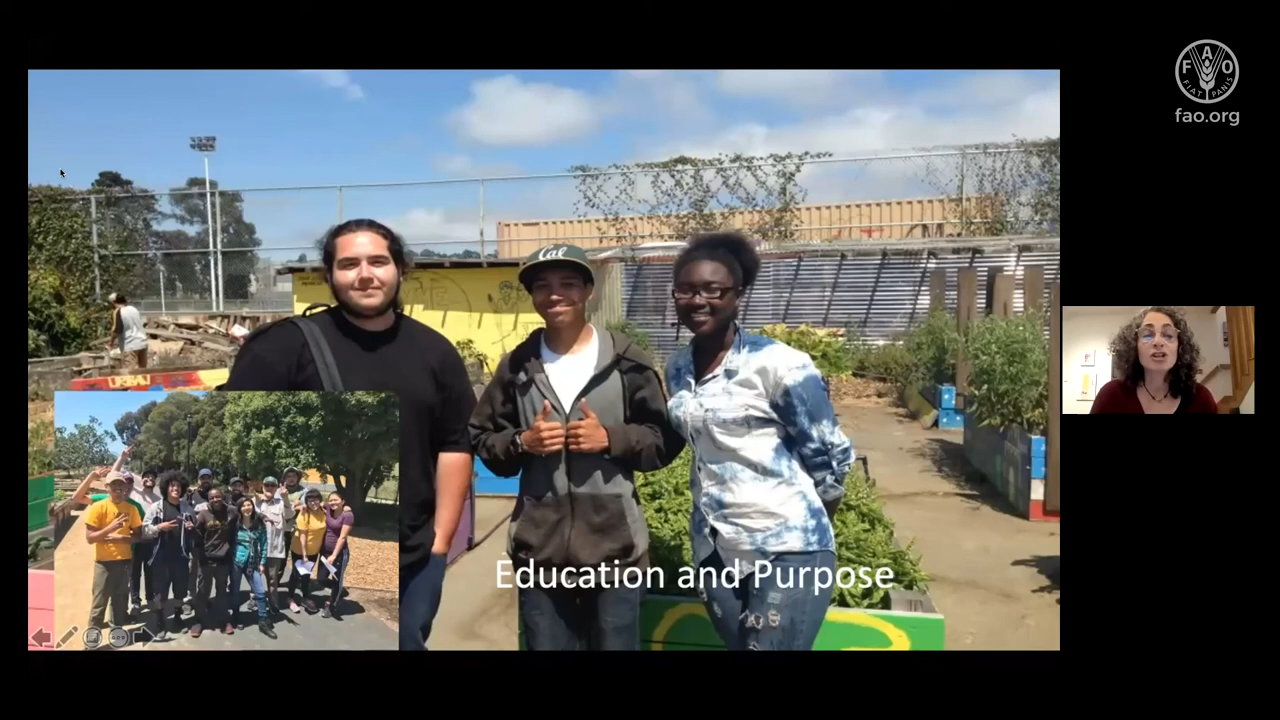 FAO
FIAT PANIS
fao.org
Cal
URBAN
Education and Purpose